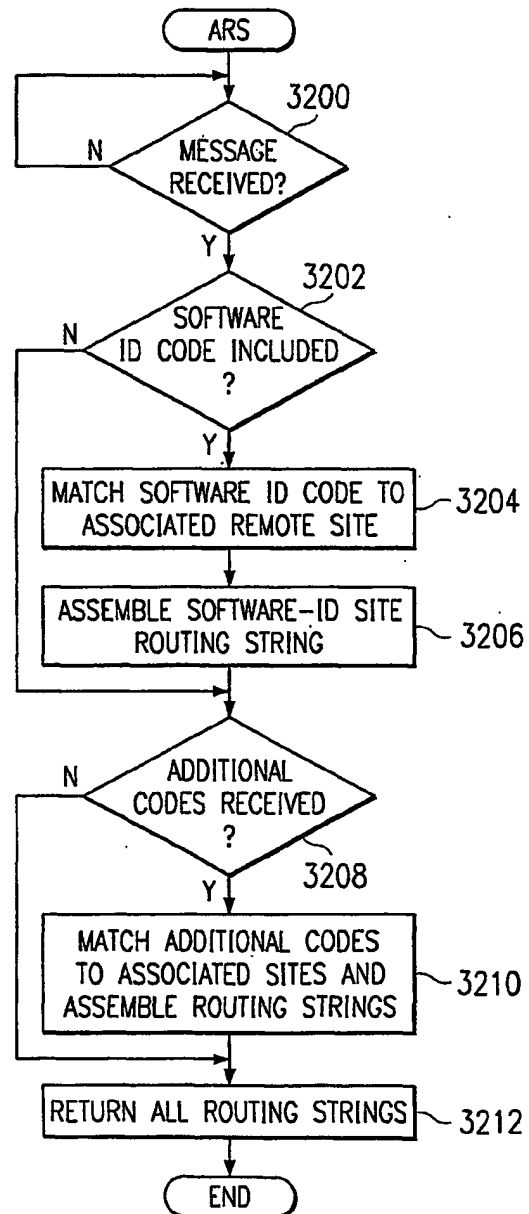 ARS
3200
N
MESSAGE
RECEIVED?
Y
3202
N
SOFTWARE
ID CODE INCLUDED
?
Y
MATCH SOFTWARE ID CODE TO
ASSOCIATED REMOTE SITE
3204
ASSEMBLE SOFTWARE-ID SITE
ROUTING STRING
3206
N
ADDITIONAL
CODES RECEIVED
?
3208
Y
MATCH ADDITIONAL CODES
TO ASSOCIATED SITES AND
ASSEMBLE ROUTING STRINGS
3210
RETURN ALL ROUTING STRINGS
3212
END